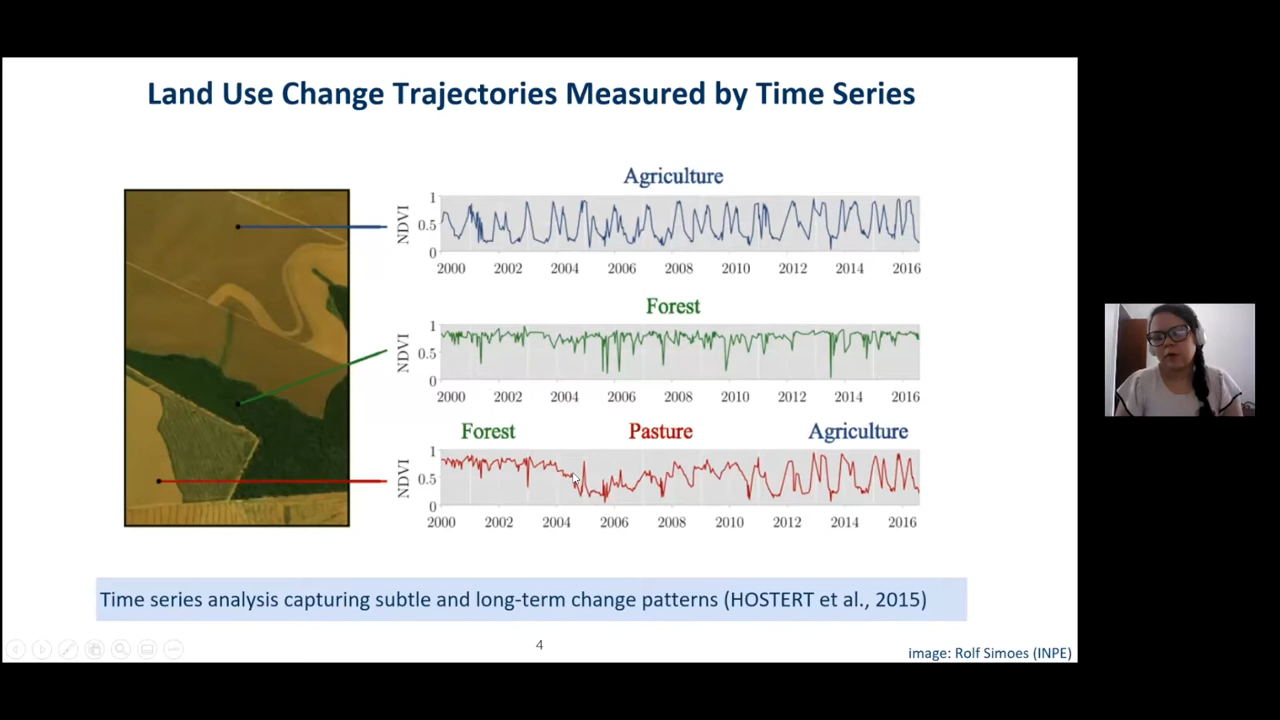 Land Use Change Trajectories Measured by Time Series
Agriculture
NDVI
1
0.5
0
2000 2002 2004 2006 2008 2010 2012 2014 2016
Forest
NDVI
1
0.5
0
2000 2002 2004 2006 2008 2010 2012 2014 2016
Forest Pasture Agriculture
NDVI
1
0.5
0
2000 2002 2004 2006 2008 2010 2012 2014 2016
Time series analysis capturing subtle and long-term change patterns (HOSTERT et al., 2015)
4
image: Rolf Simoes (INPE)